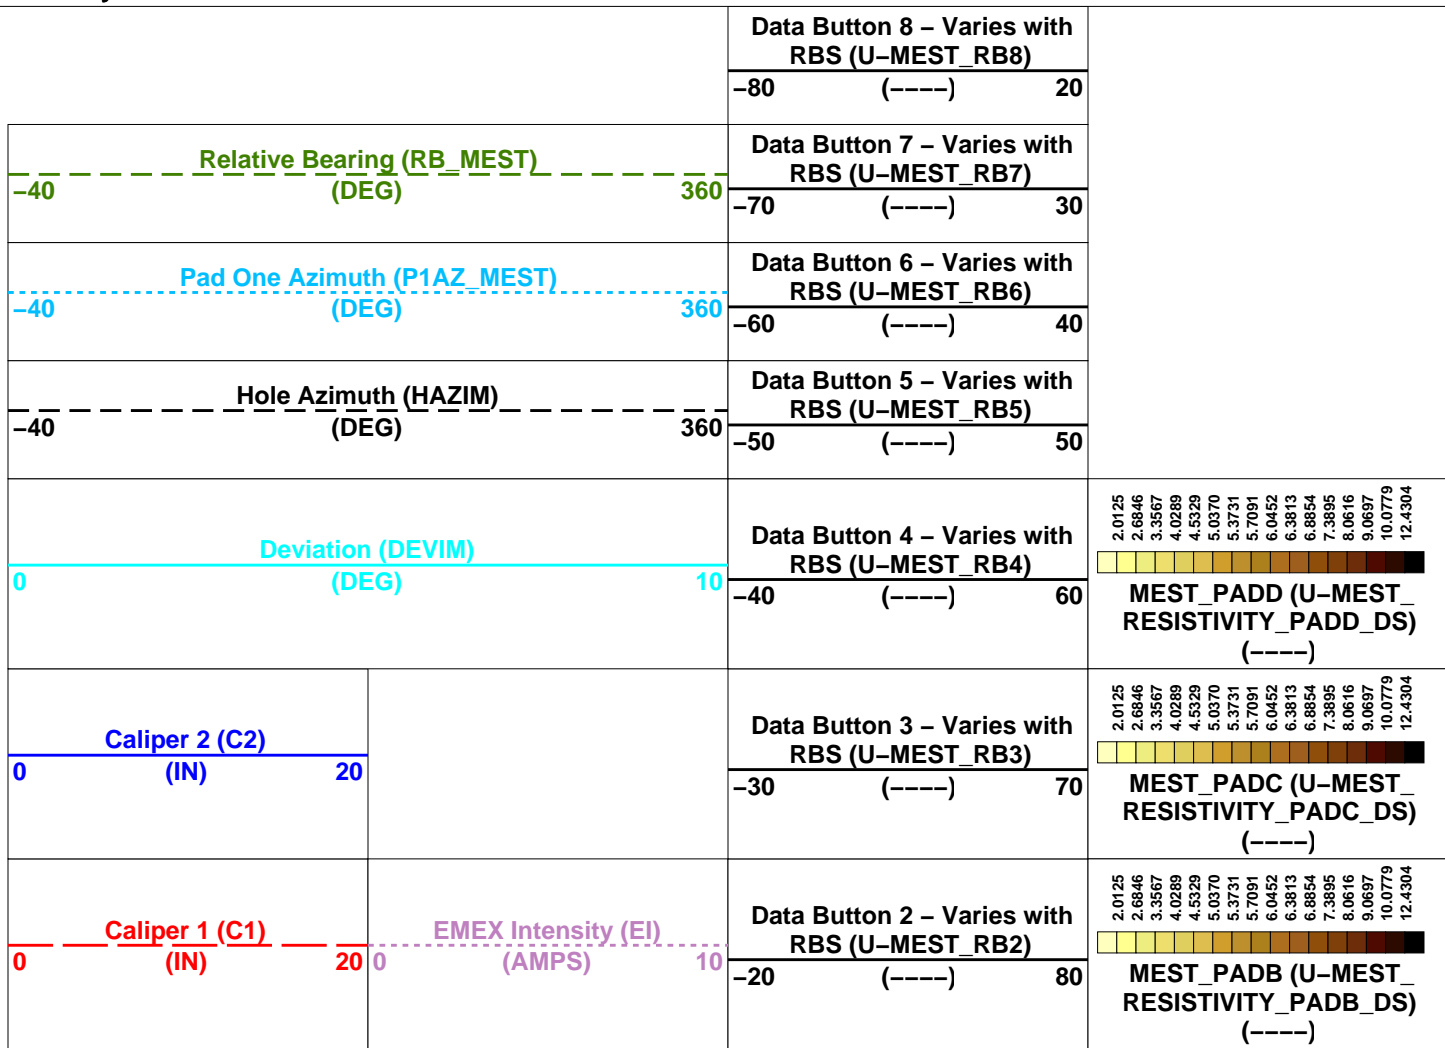 Data Button 8 – Varies with
RBS (U–MEST_RB8)
–80 (––––) 20
Relative Bearing (RB_MEST)
–40 (DEG) 360
Data Button 7 – Varies with
RBS (U–MEST_RB7)
–70 (––––) 30
Pad One Azimuth (P1AZ_MEST)
–40 (DEG) 360
Data Button 6 – Varies with
RBS (U–MEST_RB6)
–60 (––––) 40
Hole Azimuth (HAZIM)
–40 (DEG) 360
Data Button 5 – Varies with
RBS (U–MEST_RB5)
–50 (––––) 50
Deviation (DEVIM)
0 (DEG) 10
Data Button 4 – Varies with
RBS (U–MEST_RB4)
–40 (––––) 60
2.0125
2.6846
3.3567
4.0289
4.5329
5.0370
5.3731
5.7091
6.0452
6.3813
6.8854
7.3895
8.0616
9.0697
10.0779
12.4304
MEST_PADD (U–MEST_
RESISTIVITY_PADD_DS)
(––––)
Caliper 2 (C2)
0 (IN) 20
Data Button 3 – Varies with
RBS (U–MEST_RB3)
–30 (––––) 70
2.0125
2.6846
3.3567
4.0289
4.5329
5.0370
5.3731
5.7091
6.0452
6.3813
6.8854
7.3895
8.0616
9.0697
10.0779
12.4304
MEST_PADC (U–MEST_
RESISTIVITY_PADC_DS)
(––––)
Caliper 1 (C1)
0 (IN) 20
EMEX Intensity (EI)
0 (AMPS) 10
Data Button 2 – Varies with
RBS (U–MEST_RB2)
–20 (––––) 80
2.0125
2.6846
3.3567
4.0289
4.5329
5.0370
5.3731
5.7091
6.0452
6.3813
6.8854
7.3895
8.0616
9.0697
10.0779
12.4304
MEST_PADB (U–MEST_
RESISTIVITY_PADB_DS)
(––––)